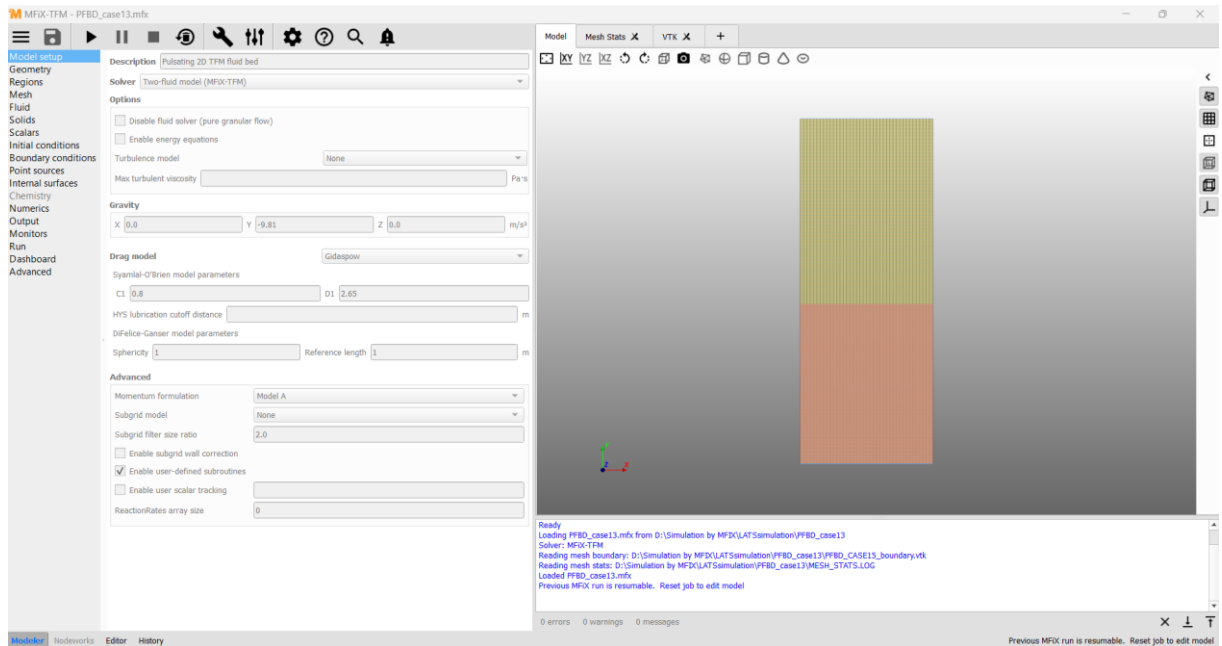 MFiX-TFM - PFBD_case13.mfx
Model setup
Geometry
Regions
Mesh
Fluid
Solids
Scalars
Initial conditions
Boundary conditions
Point sources
Internal surfaces
Chemistry
Numerics
Output
Monitors
Run
Dashboard
Advanced
Description Pulsating 2D TFM fluid bed
Solver Two-fluid model (MFiX-TFM)
Options
Disable fluid solver (pure granular flow)
Enable energy equations
Turbulence model None
Max turbulent viscosity Pa·s
Gravity
X 0.0 Y -9.81 Z 0.0 m/s²
Drag model Gidaspow
Syamlal-O'Brien model parameters
C1 0.8 D1 2.65
HYS lubrication cutoff distance m
DiFelice-Ganser model parameters
Sphericity 1 Reference length 1 m
Advanced
Momentum formulation Model A
Subgrid model None
Subgrid filter size ratio 2.0
Enable subgrid wall correction
Enable user-defined subroutines
Enable user scalar tracking
ReactionRates array size 0
Model Mesh Stats VTK +
XY YZ XZ
Y
Z X
Ready
Loading PFBD_case13.mfx from D:\Simulation by MFIX\LATSsimulation\PFBD_case13
Solver: MFiX-TFM
Reading mesh boundary: D:\Simulation by MFIX\LATSsimulation\PFBD_case13\PFBD_CASE15_boundary.vtk
Reading mesh stats: D:\Simulation by MFIX\LATSsimulation\PFBD_case13\MESH_STATS.LOG
Loaded PFBD_case13.mfx
Previous MFiX run is resumable. Reset job to edit model
0 errors 0 warnings 0 messages
Modeler Nodeworks Editor History
Previous MFiX run is resumable. Reset job to edit model